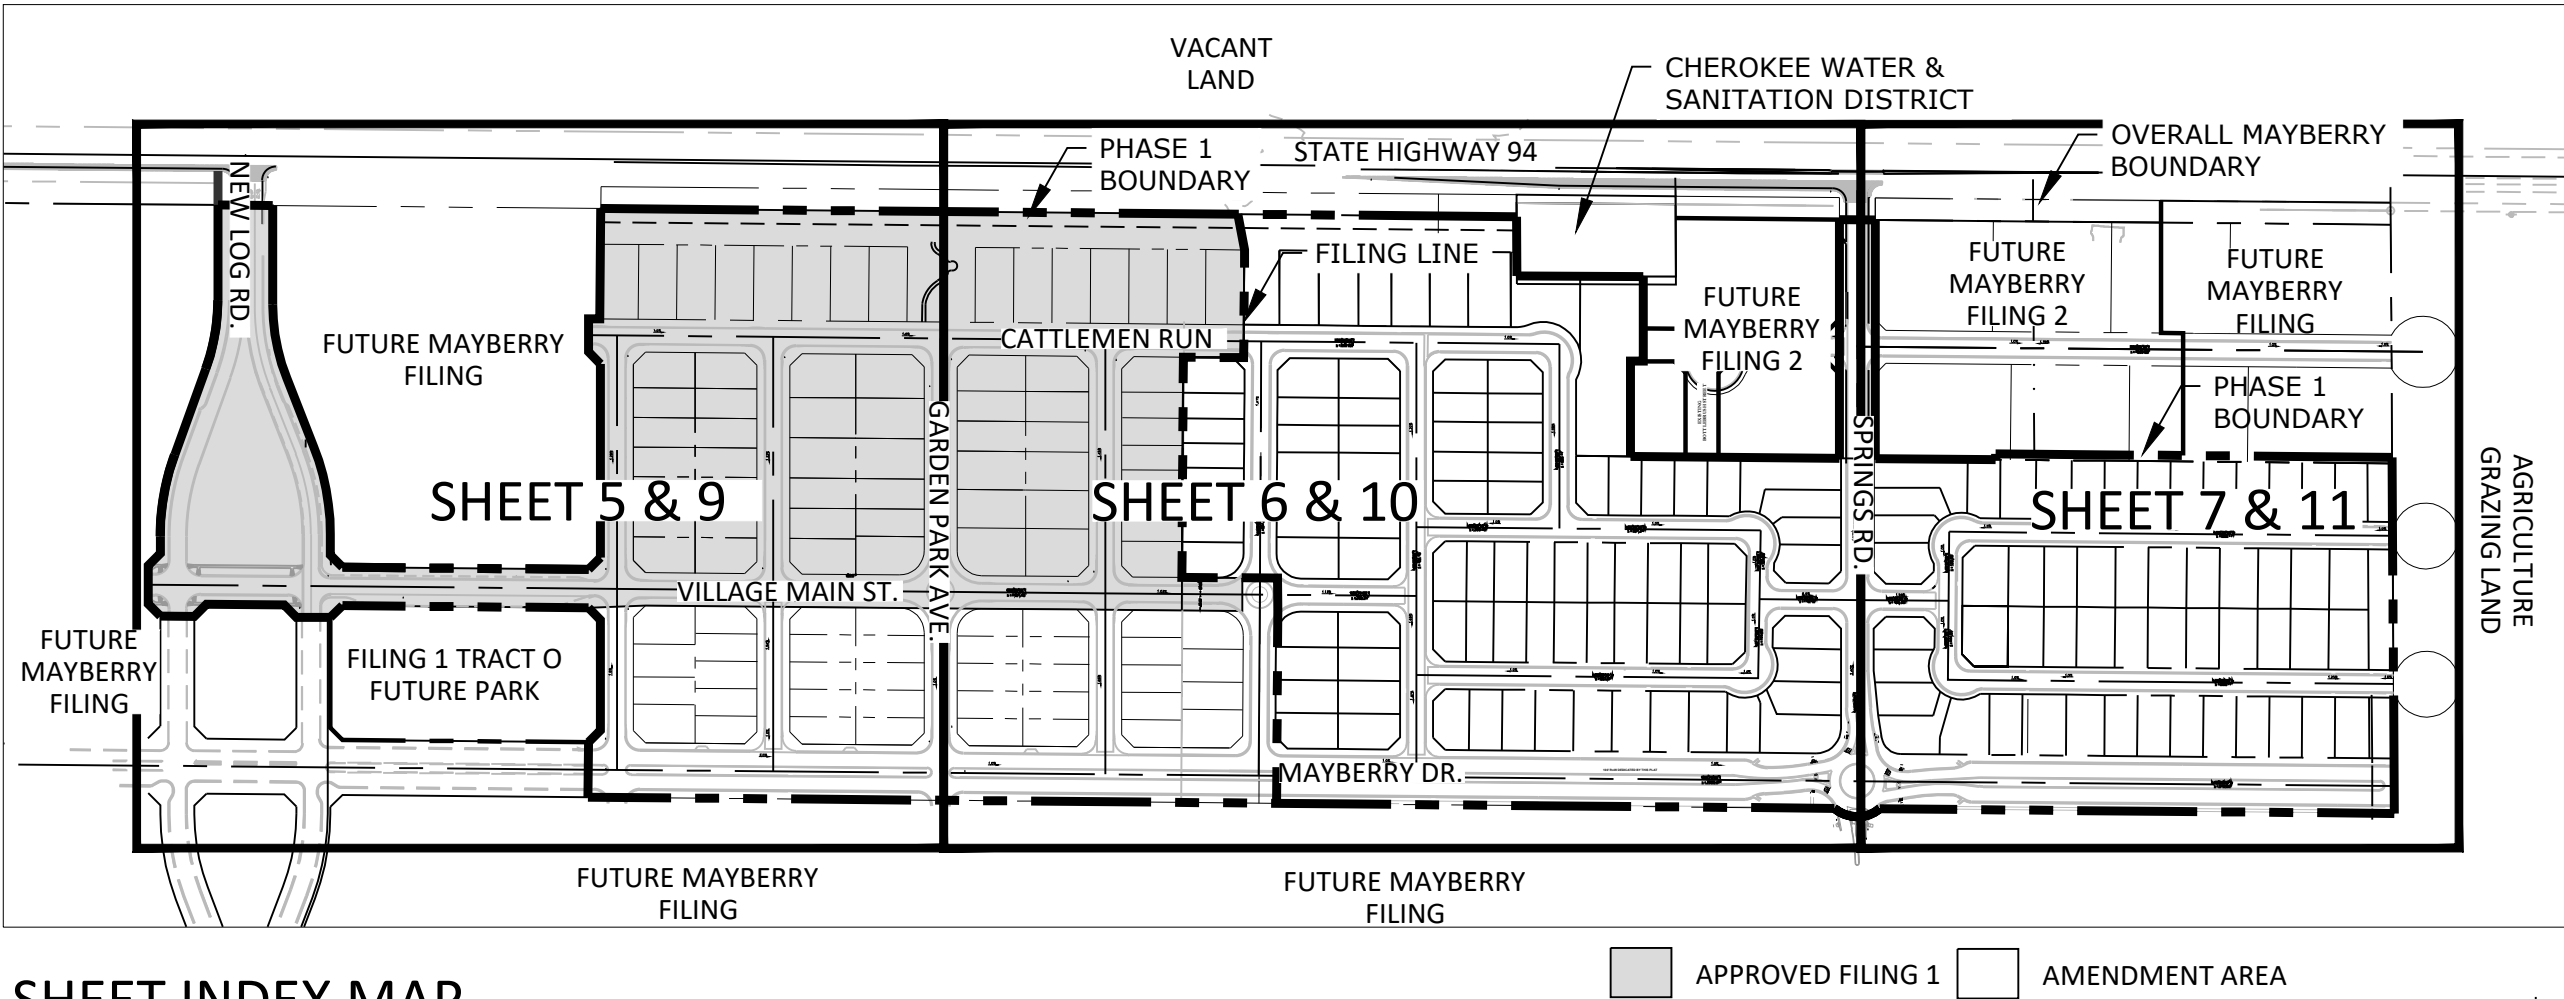 VACANT
LAND
CHEROKEE WATER &
SANITATION DISTRICT
PHASE 1
BOUNDARY
STATE HIGHWAY 94
OVERALL MAYBERRY
BOUNDARY
NEW LOG RD.
FILING LINE
FUTURE
MAYBERRY
FILING 2
FUTURE
MAYBERRY
FILING
FUTURE
MAYBERRY
FILING 2
FUTURE MAYBERRY
FILING
CATTLEMEN RUN
PHASE 1
BOUNDARY
GARDEN PARK AVE.
SPRINGS RD.
SHEET 5 & 9
SHEET 6 & 10
SHEET 7 & 11
AGRICULTURE
GRAZING LAND
VILLAGE MAIN ST.
FUTURE
MAYBERRY
FILING
FILING 1 TRACT O
FUTURE PARK
MAYBERRY DR.
FUTURE MAYBERRY
FILING
FUTURE MAYBERRY
FILING
APPROVED FILING 1
AMENDMENT AREA
SHEET INDEX MAP